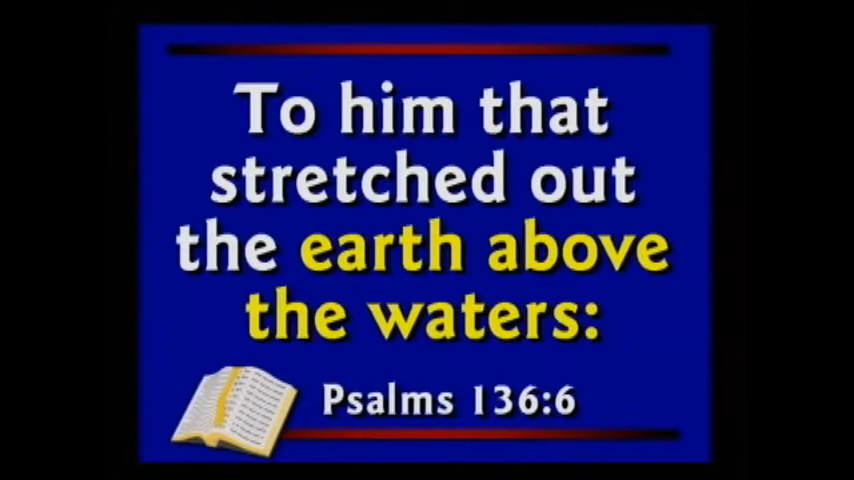 To him that
stretched out
the earth above
the waters:
Psalms 136:6